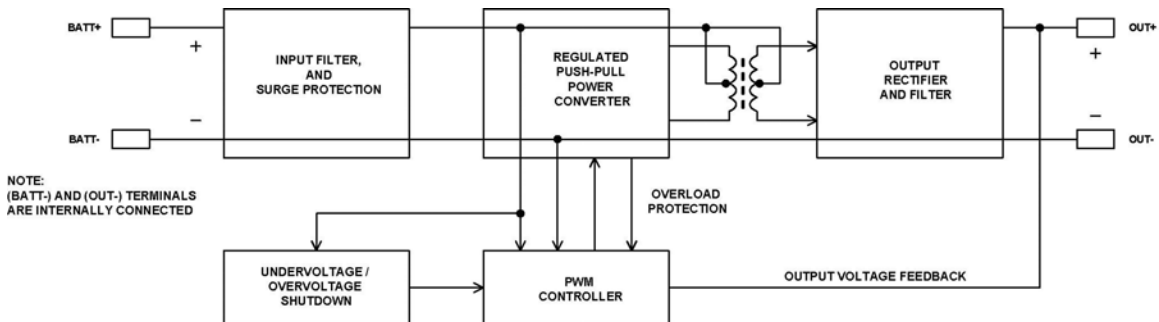 BATT+
+
INPUT FILTER,
AND
SURGE PROTECTION
REGULATED
PUSH-PULL
POWER
CONVERTER
OUTPUT
RECTIFIER
AND FILTER
OUT+
+
−
BATT-
−
OUT-
NOTE:
(BATT-) AND (OUT-) TERMINALS
ARE INTERNALLY CONNECTED
OVERLOAD
PROTECTION
UNDERVOLTAGE /
OVERVOLTAGE
SHUTDOWN
PWM
CONTROLLER
OUTPUT VOLTAGE FEEDBACK